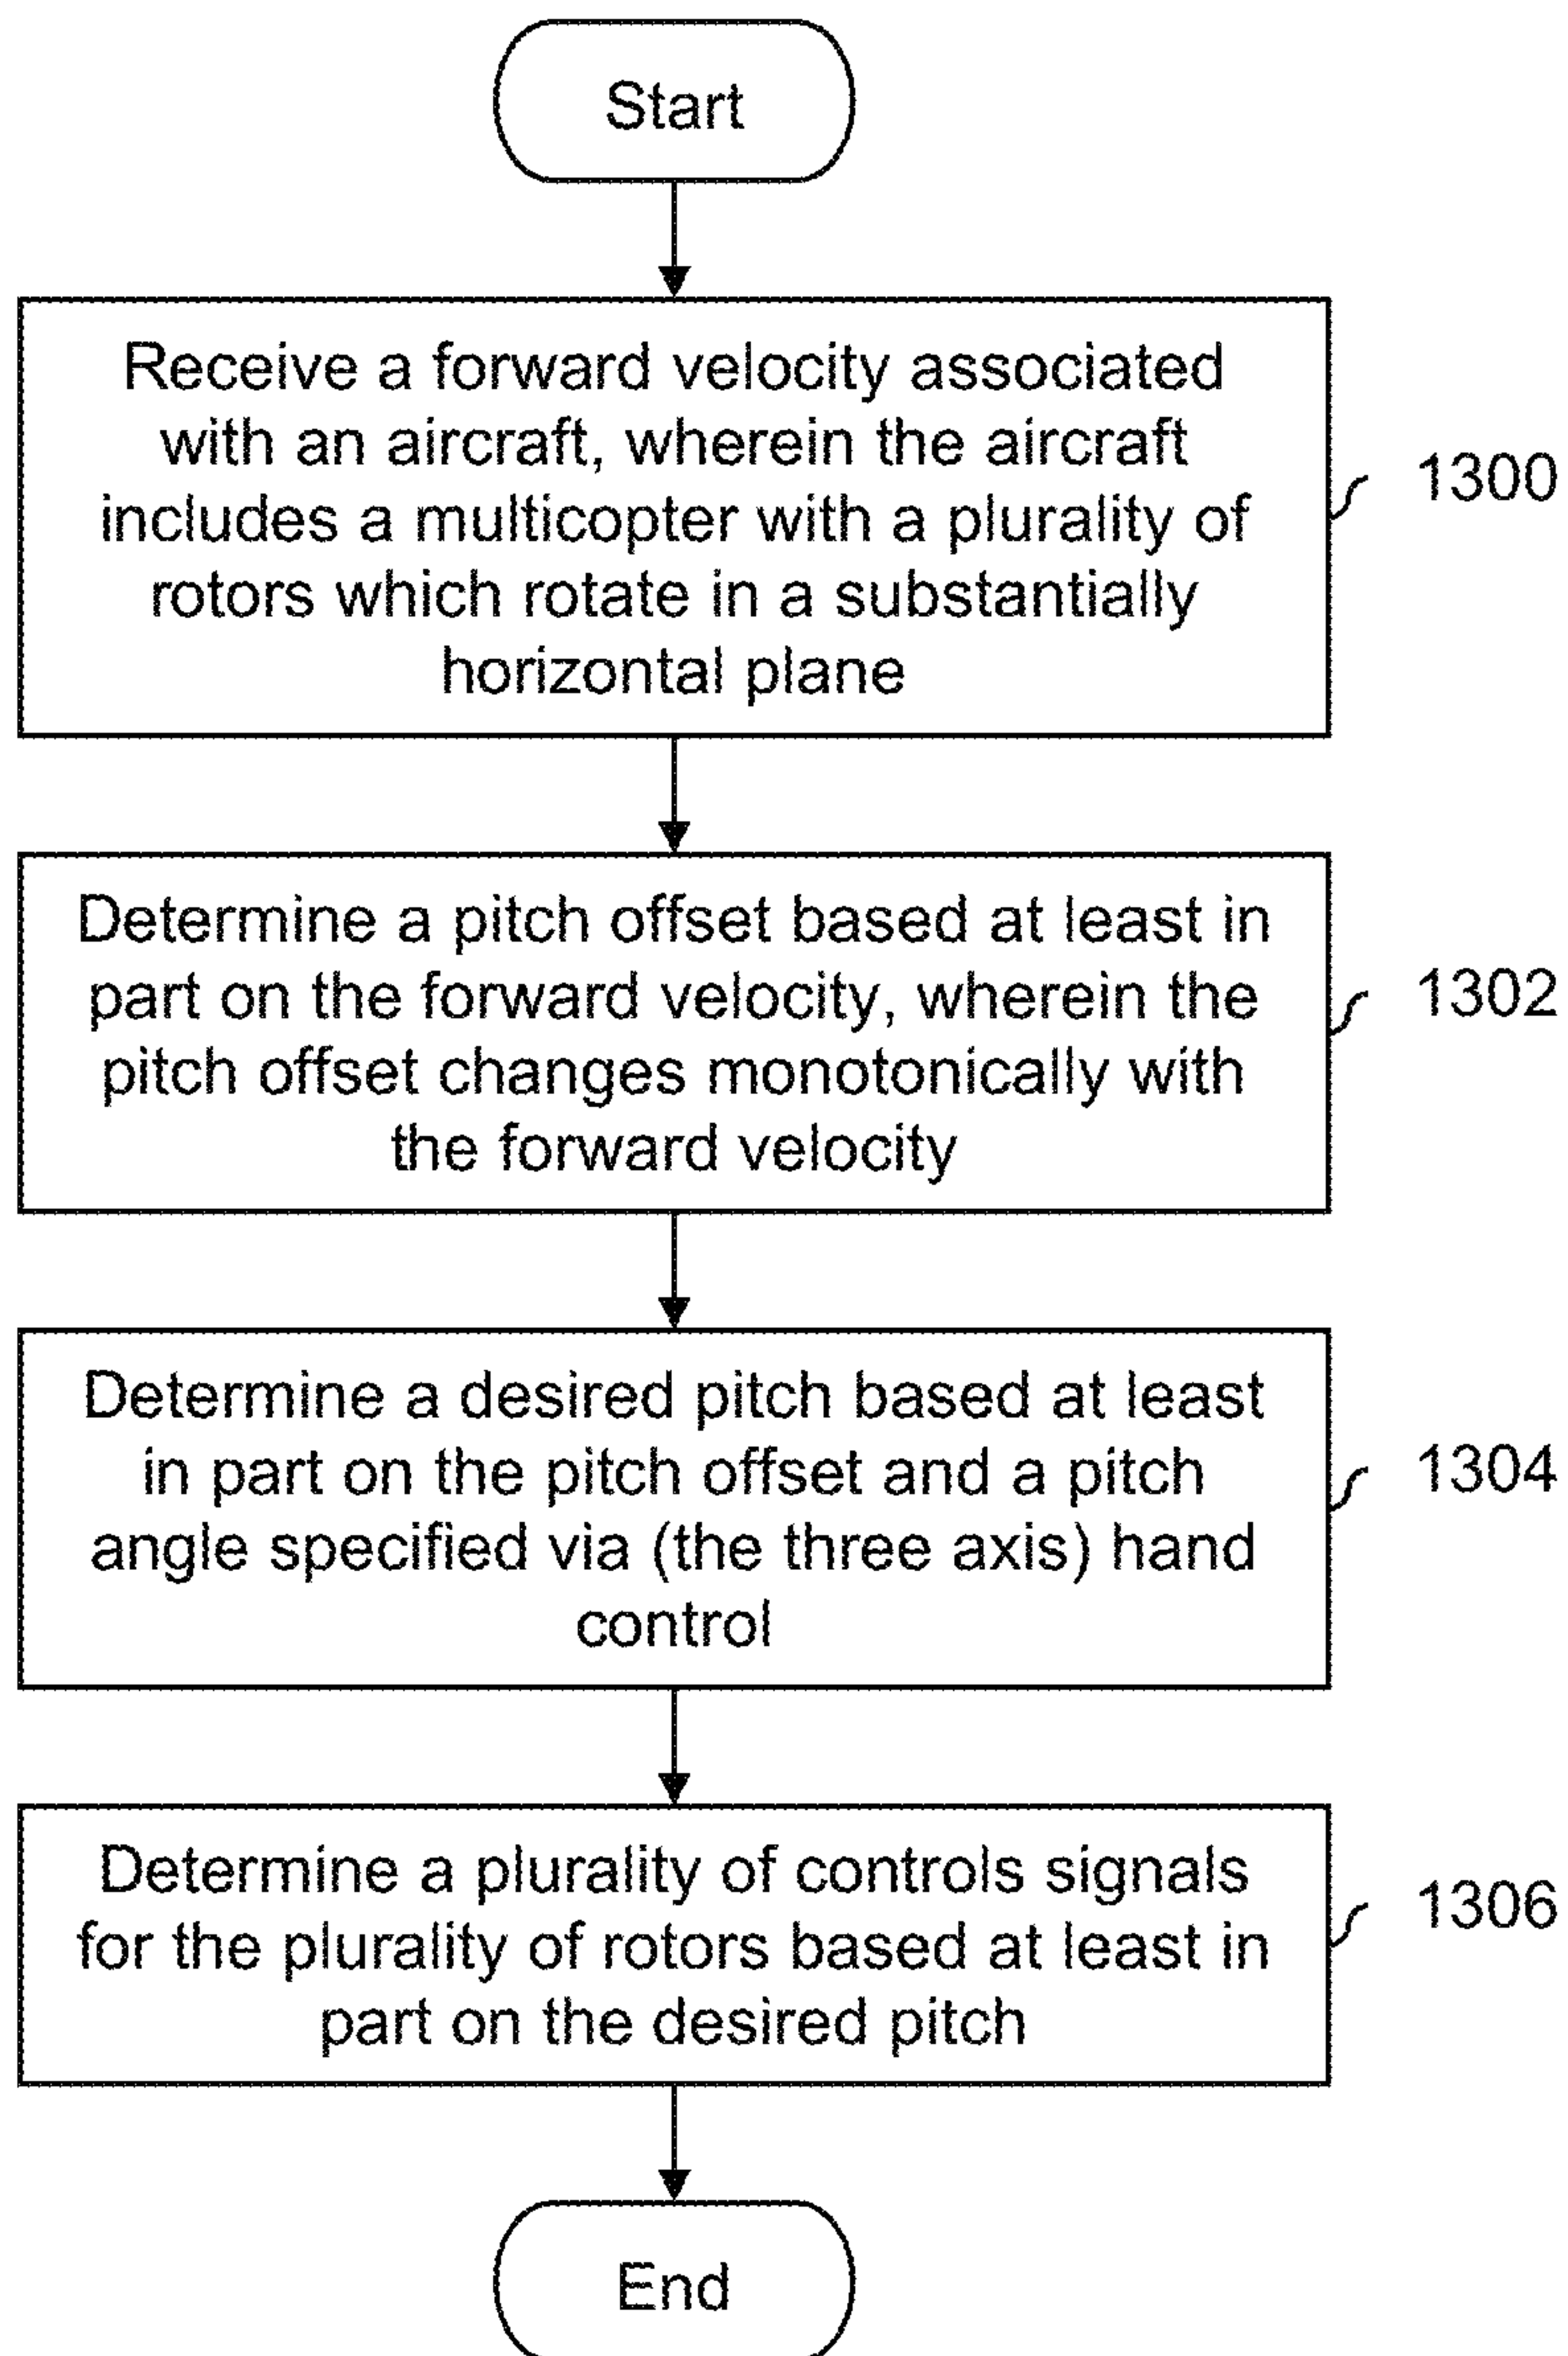 Start
Receive a forward velocity associated
with an aircraft, wherein the aircraft
includes a multicopter with a plurality of
rotors which rotate in a substantially
horizontal plane
1300
Determine a pitch offset based at least in
part on the forward velocity, wherein the
pitch offset changes monotonically with
the forward velocity
1302
Determine a desired pitch based at least
in part on the pitch offset and a pitch
angle specified via (the three axis) hand
control
1304
Determine a plurality of controls signals
for the plurality of rotors based at least in
part on the desired pitch
1306
End